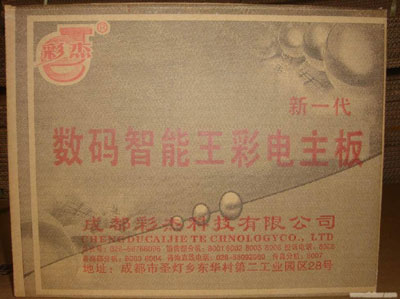 彩杰
®
新一代
数码智能王彩电主板
成都彩杰科技有限公司
CHENGDUCAIJIE TECHNOLOGYCO., LTD
地址: 成都市圣灯乡东华村第二工业园区28号